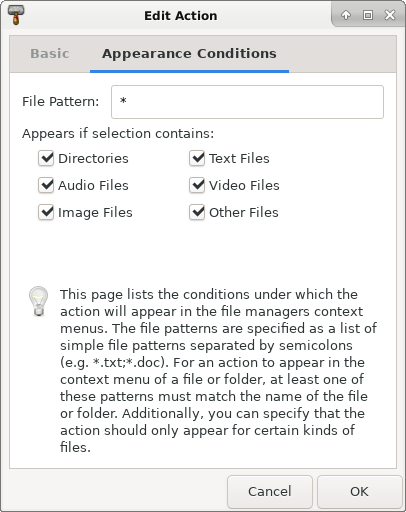 Edit Action
Basic
Appearance Conditions
File Pattern:
*
Appears if selection contains:
Directories
Text Files
Audio Files
Video Files
Image Files
Other Files
This page lists the conditions under which the
action will appear in the file managers context
menus. The file patterns are specified as a list of
simple file patterns separated by semicolons
(e.g. *.txt;*.doc). For an action to appear in the
context menu of a file or folder, at least one of
these patterns must match the name of the file
or folder. Additionally, you can specify that the
action should only appear for certain kinds of
files.
Cancel
OK